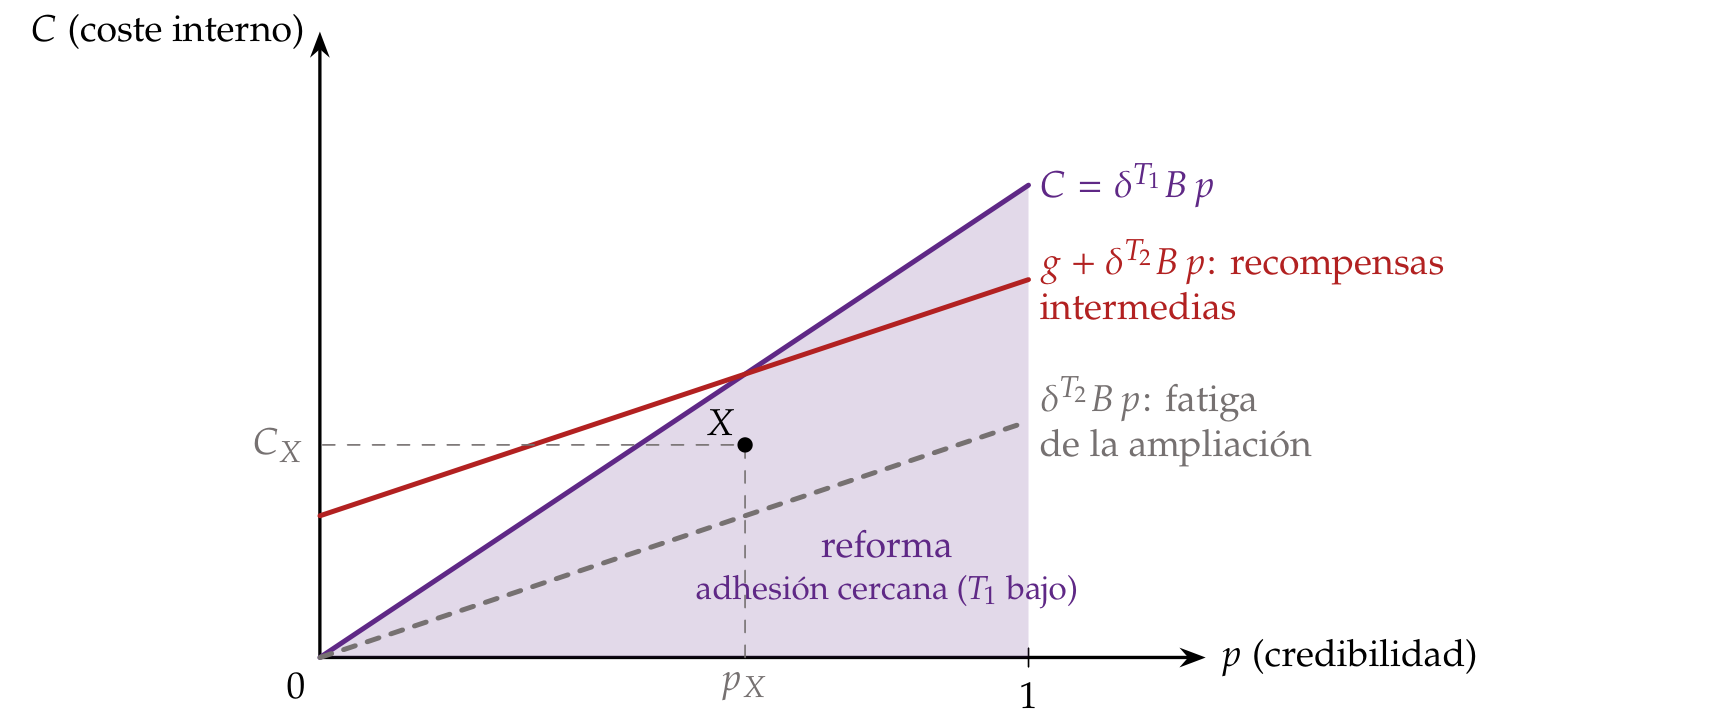 C (coste interno)
C = δ^{T_1} B p
g + δ^{T_2} B p: recompensas
intermedias
δ^{T_2} B p: fatiga
de la ampliación
X
C_X
reforma
adhesión cercana (T_1 bajo)
p (credibilidad)
0
p_X
1